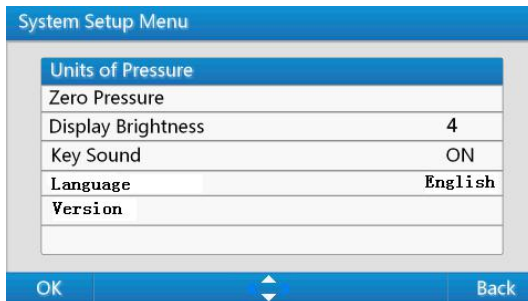 System Setup Menu
Units of Pressure
Zero Pressure
Display Brightness 4
Key Sound ON
Language English
Version
OK Back